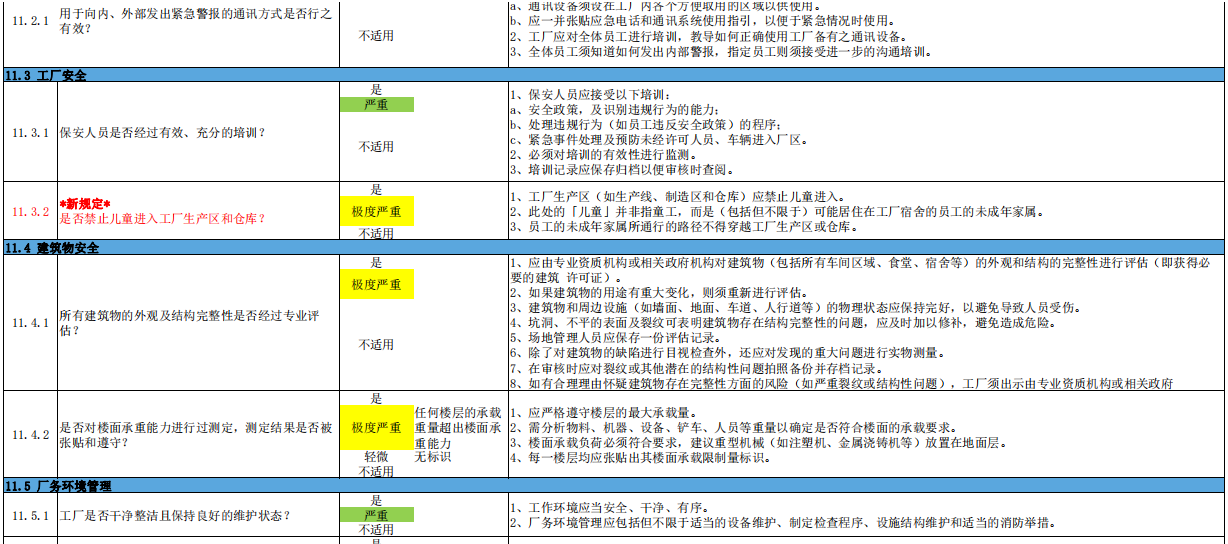 11.2.1
用于向内、外部发出紧急警报的通讯方式是否行之
有效？
不适用
a、通讯设备须设在工厂内各个方便取用的区域以供使用。
b、应一并张贴应急电话和通讯系统使用指引，以便于紧急情况时使用。
2、工厂应对全体员工进行培训，教导如何正确使用工厂备有之通讯设备。
3、全体员工须知道如何发出内部警报，指定员工则须接受进一步的沟通培训。
11.3 工厂安全
11.3.1
保安人员是否经过有效、充分的培训？
是
严重
不适用
1、保安人员应接受以下培训：
a、安全政策，及识别违规行为的能力；
b、处理违规行为（如员工违反安全政策）的程序；
c、紧急事件处理及预防未经许可人员、车辆进入厂区。
2、必须对培训的有效性进行监测。
3、培训记录应保存归档以便审核时查阅。
11.3.2
*新规定*
是否禁止儿童进入工厂生产区和仓库？
是
极度严重
不适用
1、工厂生产区（如生产线、制造区和仓库）应禁止儿童进入。
2、此处的「儿童」并非指童工，而是（包括但不限于）可能居住在工厂宿舍的员工的未成年家属。
3、员工的未成年家属所通行的路径不得穿越工厂生产区或仓库。
11.4 建筑物安全
11.4.1
所有建筑物的外观及结构完整性是否经过专业评
估？
是
极度严重
不适用
1、应由专业资质机构或相关政府机构对建筑物（包括所有车间区域、食堂、宿舍等）的外观和结构的完整性进行评估（即获得必
要的建筑 许可证）。
2、如果建筑物的用途有重大变化，则须重新进行评估。
3、建筑物和周边设施（如墙面、地面、车道、人行道等）的物理状态应保持完好，以避免导致人员受伤。
4、坑洞、不平的表面及裂纹可表明建筑物存在结构完整性的问题，应及时加以修补，避免造成危险。
5、场地管理人员应保存一份评估记录。
6、除了对建筑物的缺陷进行目视检查外，还应对发现的重大问题进行实物测量。
7、在审核时应对裂纹或其他潜在的结构性问题拍照备份并存档记录。
8、如有合理理由怀疑建筑物存在完整性方面的风险（如严重裂纹或结构性问题），工厂须出示由专业资质机构或相关政府
11.4.2
是否对楼面承重能力进行过测定，测定结果是否被
张贴和遵守？
是
极度严重
任何楼层的承载
重量超出楼面承
重能力
轻微 无标识
不适用
1、应严格遵守楼层的最大承载量。
2、需分析物料、机器、设备、铲车、人员等重量以确定是否符合楼面的承载要求。
3、楼面承载负荷必须符合要求，建议重型机械（如注塑机、金属浇铸机等）放置在地面层。
4、每一楼层均应张贴出其楼面承载限制量标识。
11.5 厂务环境管理
11.5.1
工厂是否干净整洁且保持良好的维护状态？
是
严重
不适用
1、工作环境应当安全、干净、有序。
2、厂务环境管理应包括但不限于适当的设备维护、制定检查程序、设施结构维护和适当的消防举措。
是